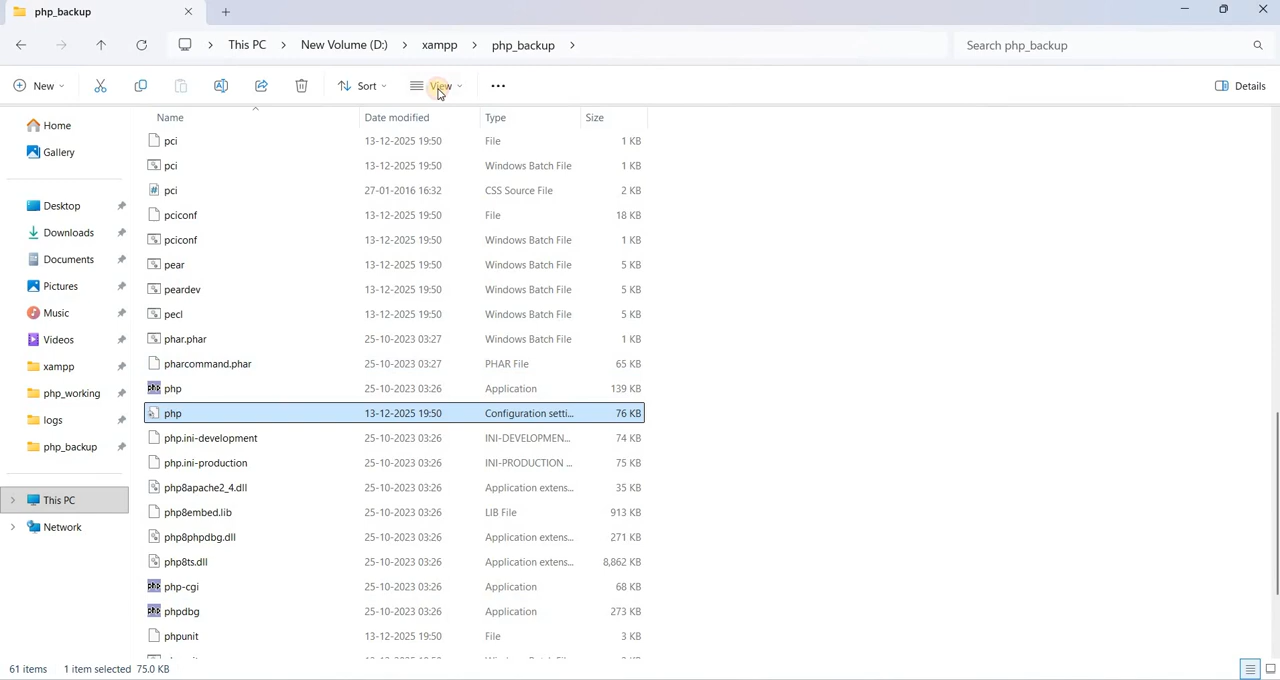 php_backup
This PC > New Volume (D:) > xampp > php_backup >
Search php_backup
New
Sort
View
Details
Home
Gallery
Desktop
Downloads
Documents
Pictures
Music
Videos
xampp
php_working
logs
php_backup
This PC
Network
Name Date modified Type Size
pci 13-12-2025 19:50 File 1 KB
pci 13-12-2025 19:50 Windows Batch File 1 KB
pci 27-01-2016 16:32 CSS Source File 2 KB
pciconf 13-12-2025 19:50 File 18 KB
pciconf 13-12-2025 19:50 Windows Batch File 1 KB
pear 13-12-2025 19:50 Windows Batch File 5 KB
peardev 13-12-2025 19:50 Windows Batch File 5 KB
pecl 13-12-2025 19:50 Windows Batch File 5 KB
phar.phar 25-10-2023 03:27 Windows Batch File 1 KB
pharcommand.phar 25-10-2023 03:27 PHAR File 65 KB
php 25-10-2023 03:26 Application 139 KB
php 13-12-2025 19:50 Configuration setti... 76 KB
php.ini-development 25-10-2023 03:26 INI-DEVELOPMEN... 74 KB
php.ini-production 25-10-2023 03:26 INI-PRODUCTION ... 75 KB
php8apache2_4.dll 25-10-2023 03:26 Application extens... 35 KB
php8embed.lib 25-10-2023 03:26 LIB File 913 KB
php8phpdbg.dll 25-10-2023 03:26 Application extens... 271 KB
php8ts.dll 25-10-2023 03:26 Application extens... 8,862 KB
php-cgi 25-10-2023 03:26 Application 68 KB
phpdbg 25-10-2023 03:26 Application 273 KB
phpunit 13-12-2025 19:50 File 3 KB
61 items 1 item selected 75.0 KB